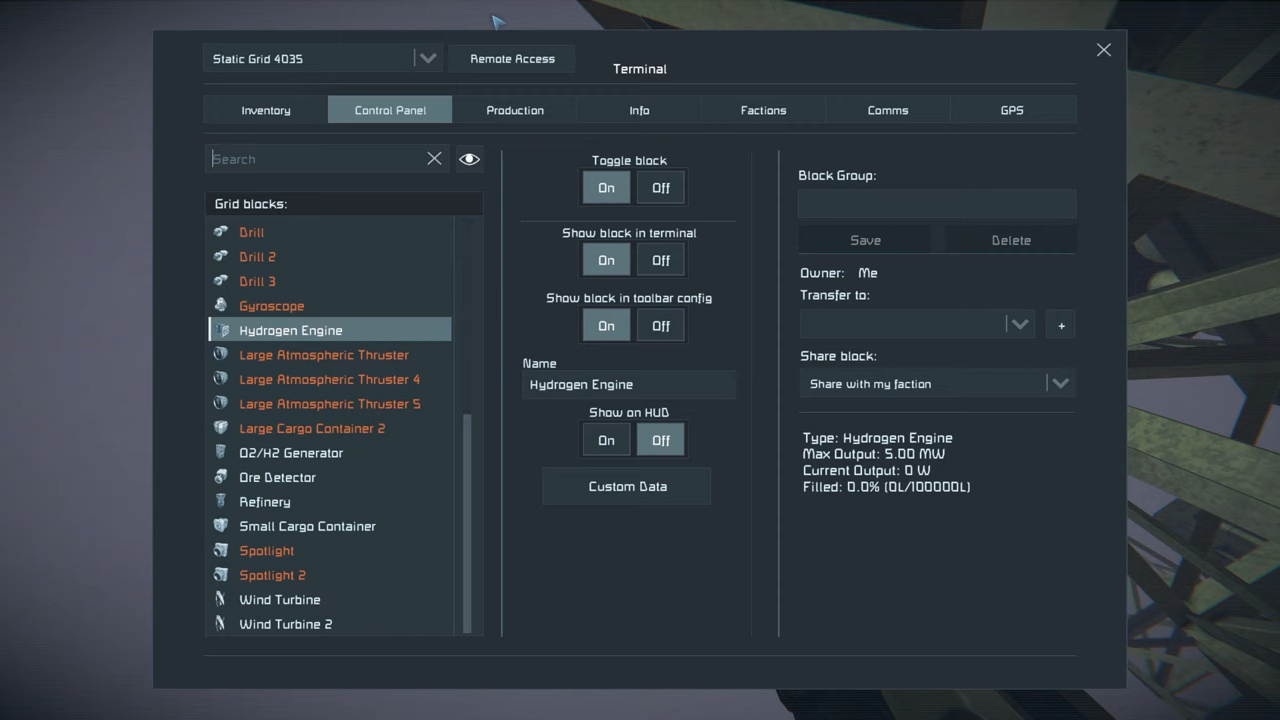 Static Grid 4035
Remote Access
Terminal
Inventory
Control Panel
Production
Info
Factions
Comms
GPS
Search
Grid blocks:
Drill
Drill 2
Drill 3
Gyroscope
Hydrogen Engine
Large Atmospheric Thruster
Large Atmospheric Thruster 4
Large Atmospheric Thruster 5
Large Cargo Container 2
O2/H2 Generator
Ore Detector
Refinery
Small Cargo Container
Spotlight
Spotlight 2
Wind Turbine
Wind Turbine 2
Toggle block
On Off
Show block in terminal
On Off
Show block in toolbar config
On Off
Name
Hydrogen Engine
Show on HUD
On Off
Custom Data
Block Group:
Save Delete
Owner: Me
Transfer to:
+
Share block:
Share with my faction
Type: Hydrogen Engine
Max Output: 5.00 MW
Current Output: 0 W
Filled: 0.0% (0L/100000L)